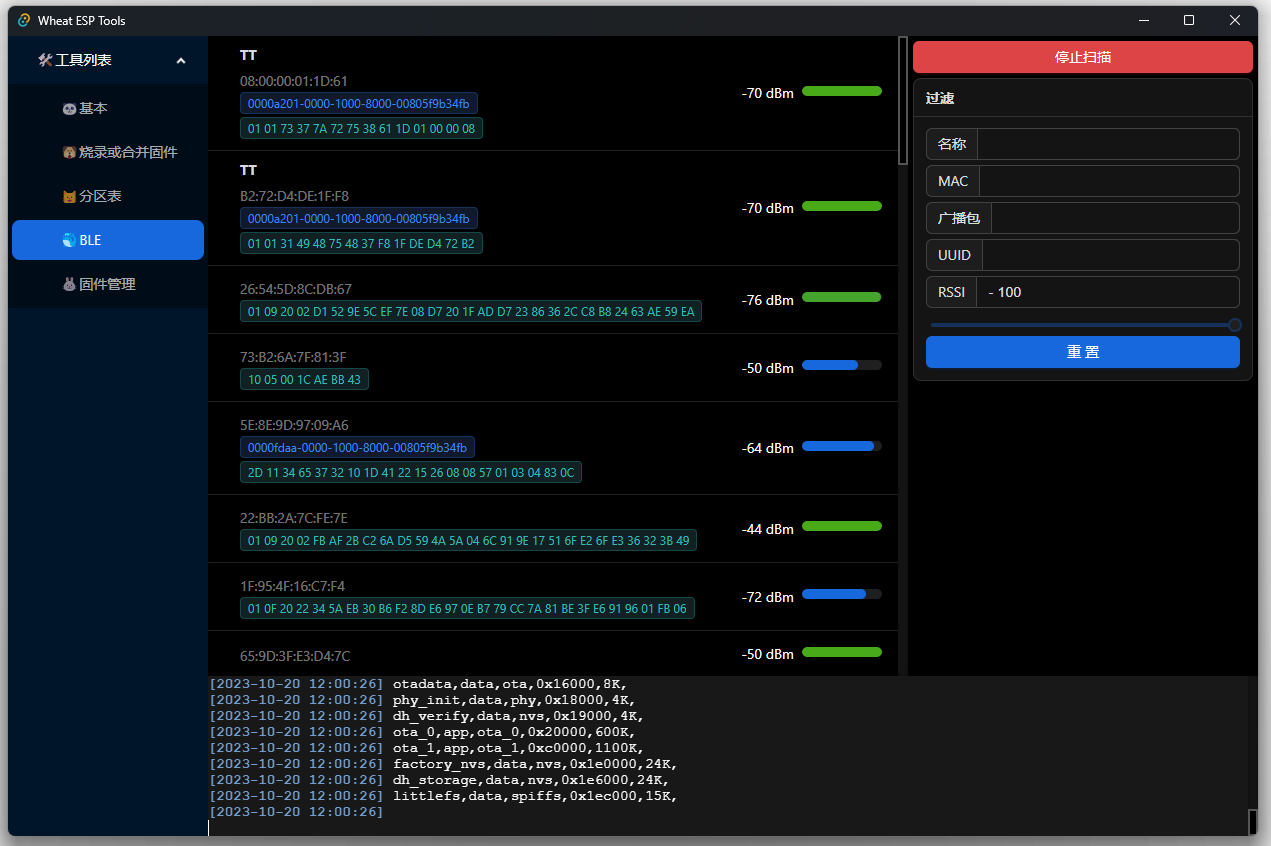 Wheat ESP Tools
工具列表
基本
烧录或合并固件
分区表
BLE
固件管理
TT
08:00:00:01:1D:61
0000a201-0000-1000-8000-00805f9b34fb
01 01 73 37 7A 72 75 38 61 1D 01 00 00 08
-70 dBm
TT
B2:72:D4:DE:1F:F8
0000a201-0000-1000-8000-00805f9b34fb
01 01 31 49 48 75 48 37 F8 1F DE D4 72 B2
-70 dBm
26:54:5D:8C:DB:67
01 09 20 02 D1 52 9E 5C EF 7E 08 D7 20 1F AD D7 23 86 36 2C C8 B8 24 63 AE 59 EA
-76 dBm
73:B2:6A:7F:81:3F
10 05 00 1C AE BB 43
-50 dBm
5E:8E:9D:97:09:A6
0000fdaa-0000-1000-8000-00805f9b34fb
2D 11 34 65 37 32 10 1D 41 22 15 26 08 08 57 01 03 04 83 0C
-64 dBm
22:BB:2A:7C:FE:7E
01 09 20 02 FB AF 2B C2 6A D5 59 4A 5A 04 6C 91 9E 17 51 6F E2 6F E3 36 32 3B 49
-44 dBm
1F:95:4F:16:C7:F4
01 0F 20 22 34 5A EB 30 B6 F2 8D E6 97 0E B7 79 CC 7A 81 BE 3F E6 91 96 01 FB 06
-72 dBm
65:9D:3F:E3:D4:7C
-50 dBm
停止扫描
过滤
名称
MAC
广播包
UUID
RSSI - 100
重 置
[2023-10-20 12:00:26] otadata,data,ota,0x16000,8K,
[2023-10-20 12:00:26] phy_init,data,phy,0x18000,4K,
[2023-10-20 12:00:26] dh_verify,data,nvs,0x19000,4K,
[2023-10-20 12:00:26] ota_0,app,ota_0,0x20000,600K,
[2023-10-20 12:00:26] ota_1,app,ota_1,0xc0000,1100K,
[2023-10-20 12:00:26] factory_nvs,data,nvs,0x1e0000,24K,
[2023-10-20 12:00:26] dh_storage,data,nvs,0x1e6000,24K,
[2023-10-20 12:00:26] littlefs,data,spiffs,0x1ec000,15K,
[2023-10-20 12:00:26]